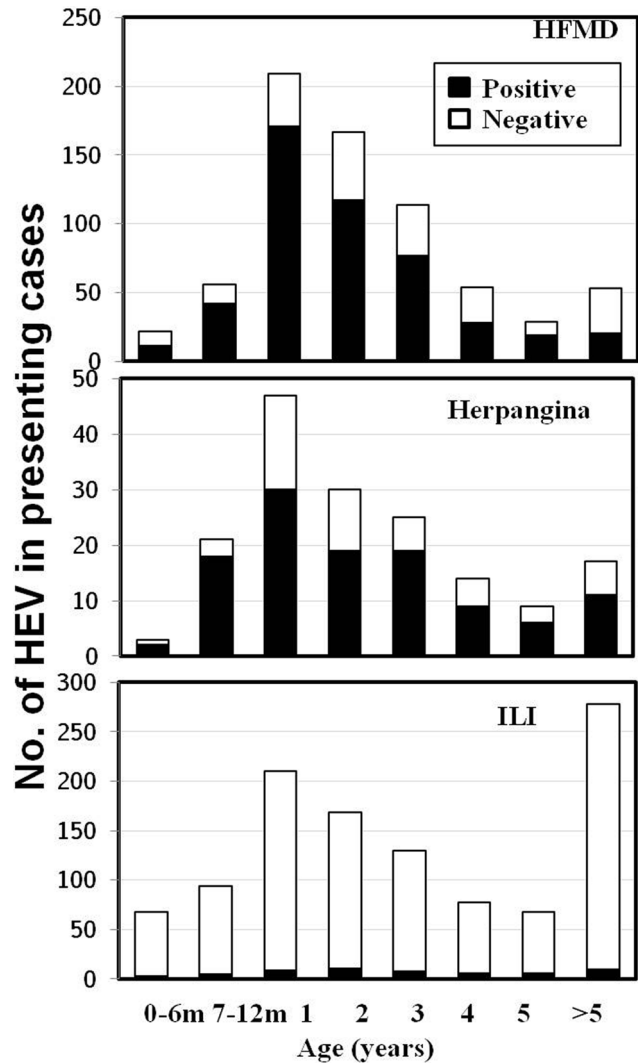 250
HFMD
Positive
Negative
200
150
100
50
0
50
Herpangina
40
30
20
10
0
300
ILI
250
200
150
100
50
0
0-6m 7-12m 1 2 3 4 5 >5
Age (years)
No. of HEV in presenting cases